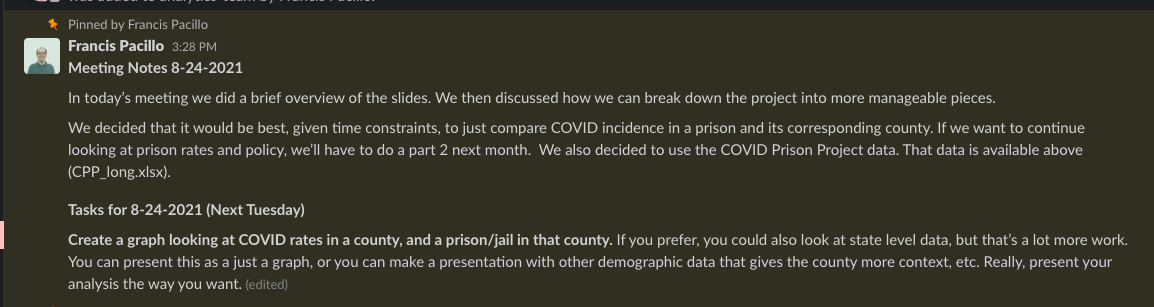 was added to analytics-team by Francis Pacillo.
Pinned by Francis Pacillo
Francis Pacillo 3:28 PM
Meeting Notes 8-24-2021
In today's meeting we did a brief overview of the slides. We then discussed how we can break down the project into more manageable pieces.
We decided that it would be best, given time constraints, to just compare COVID incidence in a prison and its corresponding county. If we want to continue
looking at prison rates and policy, we'll have to do a part 2 next month.  We also decided to use the COVID Prison Project data. That data is available above
(CPP_long.xlsx).
Tasks for 8-24-2021 (Next Tuesday)
Create a graph looking at COVID rates in a county, and a prison/jail in that county. If you prefer, you could also look at state level data, but that's a lot more work.
You can present this as a just a graph, or you can make a presentation with other demographic data that gives the county more context, etc. Really, present your
analysis the way you want. (edited)